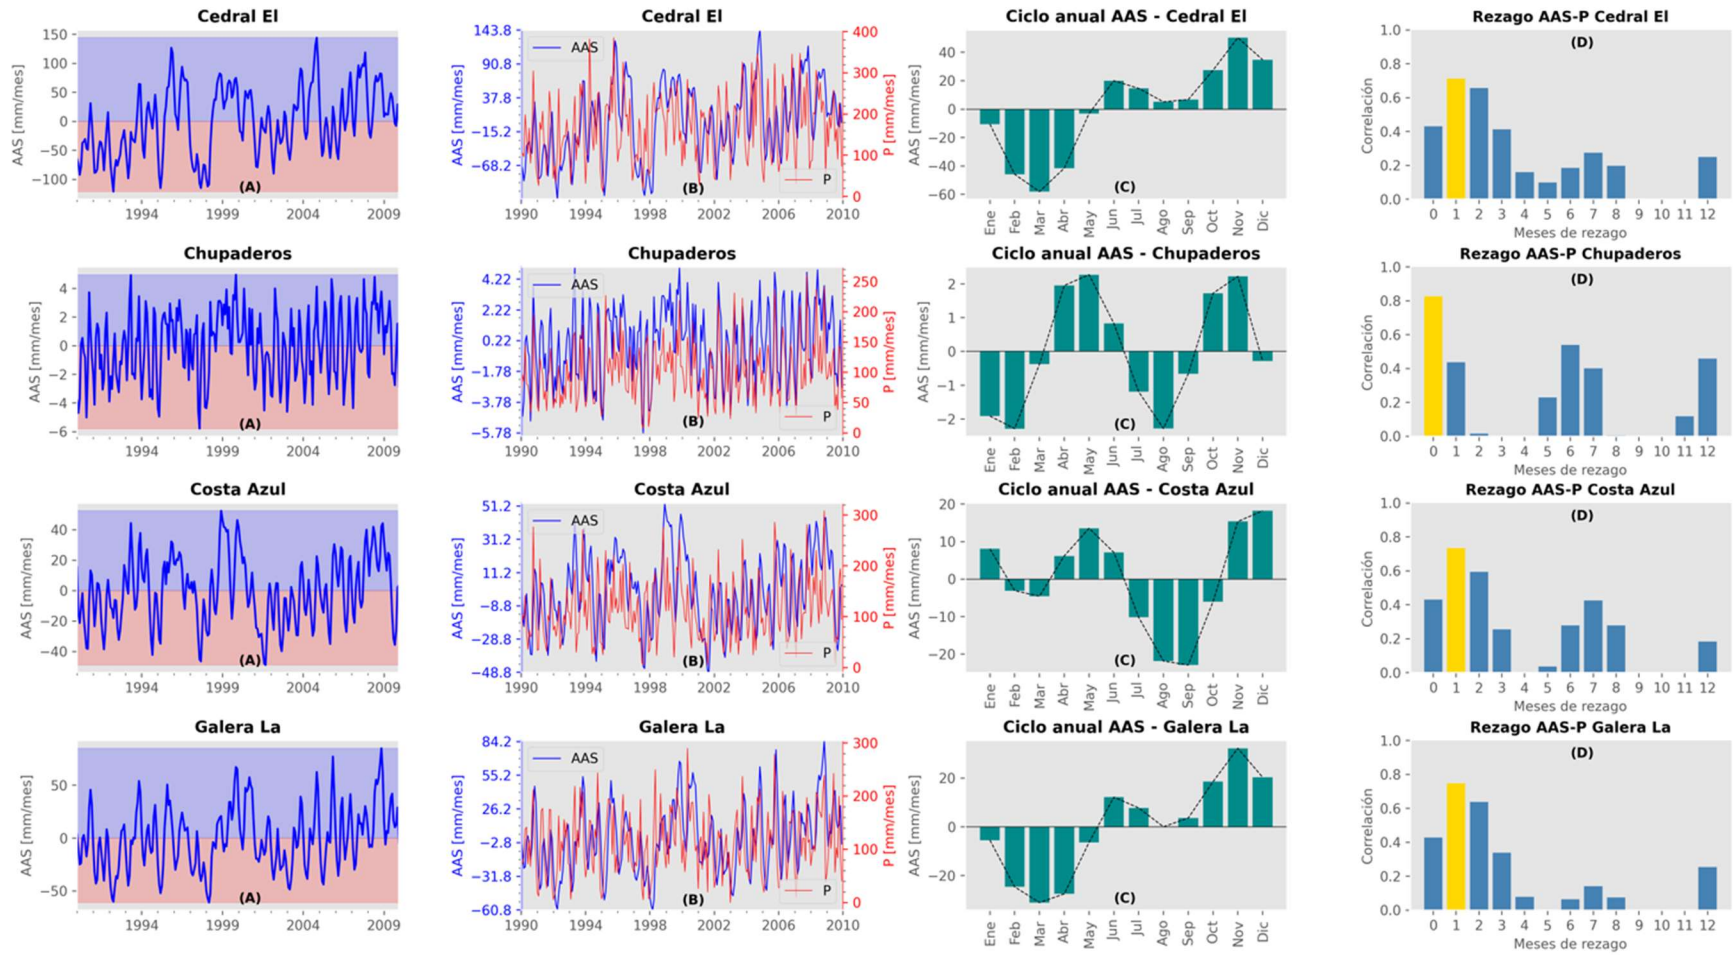 Cedral El
150
100
50
0
−50
−100
AAS [mm/mes]
(A)
1994 1999 2004 2009
Cedral El
143.8
90.8
37.8
−15.2
−68.2
AAS [mm/mes]
AAS
P
(B)
400
300
200
100
0
P [mm/mes]
1990 1994 1998 2002 2006 2010
Ciclo anual AAS - Cedral El
40
20
0
−20
−40
−60
AAS [mm/mes]
(C)
Ene Feb Mar Abr May Jun Jul Ago Sep Oct Nov Dic
Rezago AAS-P Cedral El
(D)
1.0
0.8
0.6
0.4
0.2
0.0
Correlación
0 1 2 3 4 5 6 7 8 9 10 11 12
Meses de rezago
Chupaderos
4
2
0
−2
−4
−6
AAS [mm/mes]
(A)
1994 1999 2004 2009
Chupaderos
4.22
2.22
0.22
−1.78
−3.78
−5.78
AAS [mm/mes]
AAS
P
(B)
250
200
150
100
50
0
P [mm/mes]
1990 1994 1998 2002 2006 2010
Ciclo anual AAS - Chupaderos
2
1
0
−1
−2
AAS [mm/mes]
(C)
Ene Feb Mar Abr May Jun Jul Ago Sep Oct Nov Dic
Rezago AAS-P Chupaderos
(D)
1.0
0.8
0.6
0.4
0.2
0.0
Correlación
0 1 2 3 4 5 6 7 8 9 10 11 12
Meses de rezago
Costa Azul
40
20
0
−20
−40
AAS [mm/mes]
(A)
1994 1999 2004 2009
Costa Azul
51.2
31.2
11.2
−8.8
−28.8
−48.8
AAS [mm/mes]
AAS
P
(B)
300
200
100
0
P [mm/mes]
1990 1994 1998 2002 2006 2010
Ciclo anual AAS - Costa Azul
20
10
0
−10
−20
AAS [mm/mes]
(C)
Ene Feb Mar Abr May Jun Jul Ago Sep Oct Nov Dic
Rezago AAS-P Costa Azul
(D)
1.0
0.8
0.6
0.4
0.2
0.0
Correlación
0 1 2 3 4 5 6 7 8 9 10 11 12
Meses de rezago
Galera La
50
0
−50
AAS [mm/mes]
(A)
1994 1999 2004 2009
Galera La
84.2
55.2
26.2
−2.8
−31.8
−60.8
AAS [mm/mes]
AAS
P
(B)
300
200
100
0
P [mm/mes]
1990 1994 1998 2002 2006 2010
Ciclo anual AAS - Galera La
20
0
−20
AAS [mm/mes]
(C)
Ene Feb Mar Abr May Jun Jul Ago Sep Oct Nov Dic
Rezago AAS-P Galera La
(D)
1.0
0.8
0.6
0.4
0.2
0.0
Correlación
0 1 2 3 4 5 6 7 8 9 10 11 12
Meses de rezago